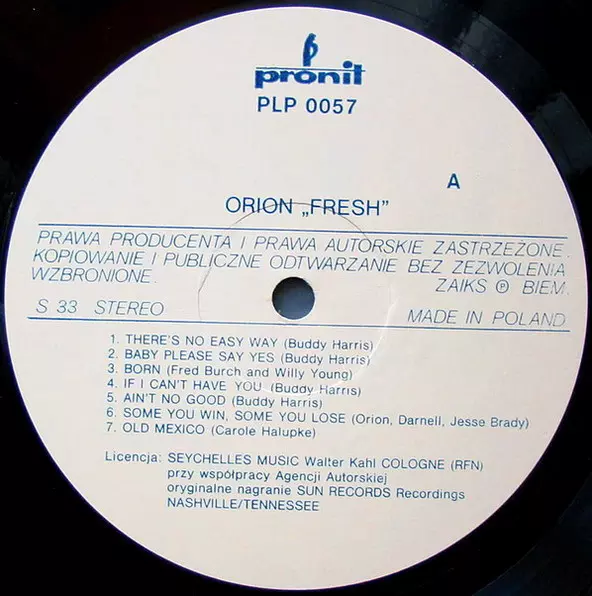 pronit
PLP 0057
A
ORION „FRESH”
PRAWA PRODUCENTA I PRAWA AUTORSKIE ZASTRZEŻONE.
KOPIOWANIE I PUBLICZNE ODTWARZANIE BEZ ZEZWOLENIA
WZBRONIONE. ZAIKS Ⓟ BIEM.
S 33 STEREO MADE IN POLAND
1. THERE'S NO EASY WAY (Buddy Harris)
2. BABY PLEASE SAY YES (Buddy Harris)
3. BORN (Fred Burch and Willy Young)
4. IF I CAN'T HAVE YOU (Buddy Harris)
5. AIN'T NO GOOD (Buddy Harris)
6. SOME YOU WIN, SOME YOU LOSE (Orion, Darnell, Jesse Brady)
7. OLD MEXICO (Carole Halupke)
Licencja: SEYCHELLES MUSIC Walter Kahl COLOGNE (RFN)
przy współpracy Agencji Autorskiej
oryginalne nagranie SUN RECORDS Recordings
NASHVILLE/TENNESSEE